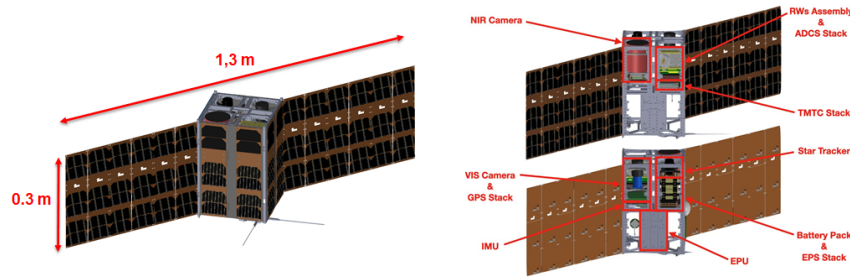 1,3 m
0.3 m
NIR Camera
RWs Assembly
&
ADCS Stack
TMTC Stack
VIS Camera
&
GPS Stack
Star Tracker
IMU
EPU
Battery Pack
&
EPS Stack